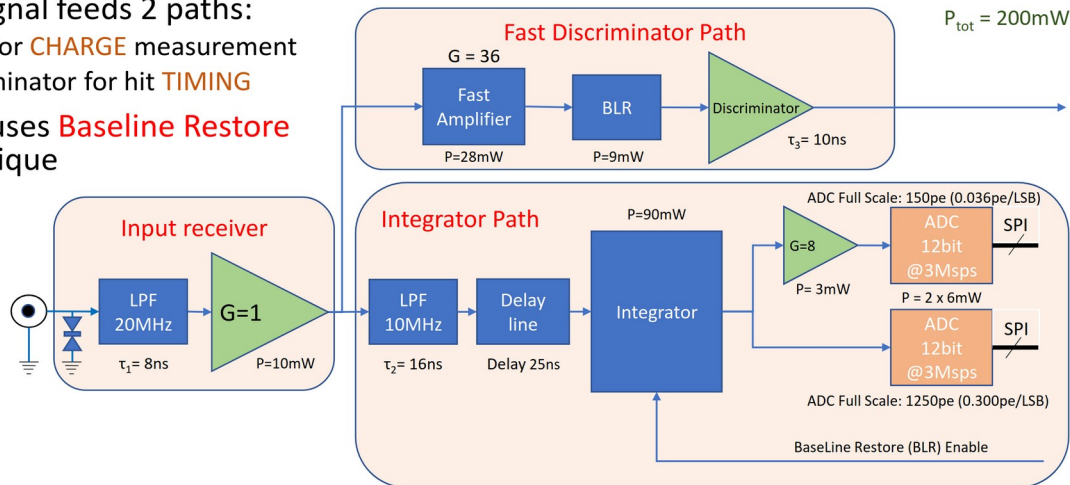 gnal feeds 2 paths:
or CHARGE measurement
minator for hit TIMING
uses Baseline Restore
ique
P_tot = 200mW
Fast Discriminator Path
G = 36
Fast
Amplifier
P=28mW
BLR
P=9mW
Discriminator
τ₃= 10ns
Input receiver
LPF
20MHz
τ₁= 8ns
G=1
P=10mW
Integrator Path
LPF
10MHz
τ₂= 16ns
Delay
line
Delay 25ns
P=90mW
Integrator
G=8
P= 3mW
ADC Full Scale: 150pe (0.036pe/LSB)
ADC
12bit
@3Msps
SPI
P = 2 x 6mW
ADC
12bit
@3Msps
SPI
ADC Full Scale: 1250pe (0.300pe/LSB)
BaseLine Restore (BLR) Enable